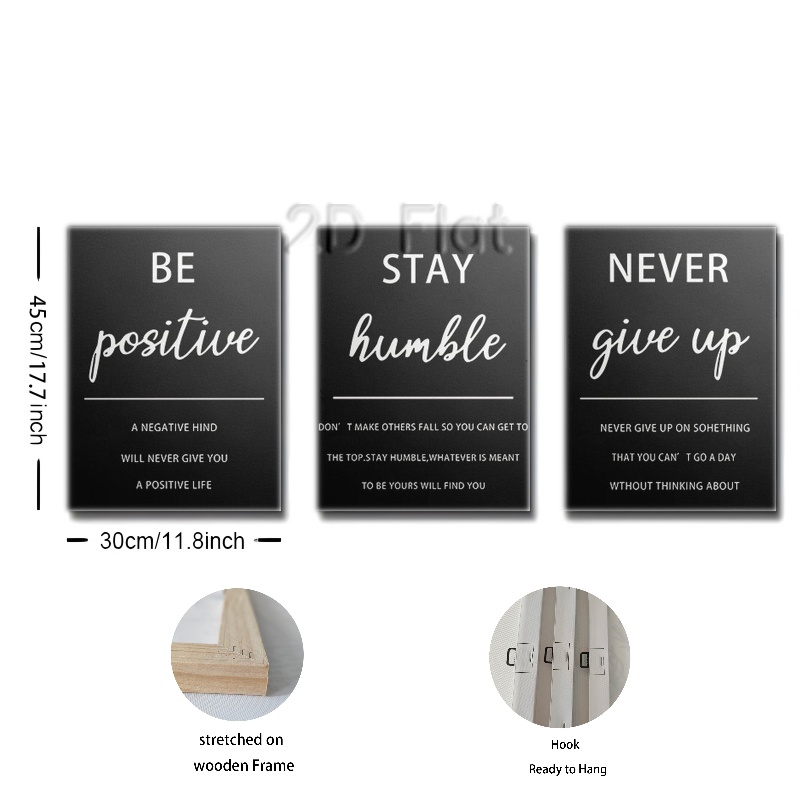 2D Flat
BE
positive
A NEGATIVE HIND
WILL NEVER GIVE YOU
A POSITIVE LIFE
STAY
humble
DON'T MAKE OTHERS FALL SO YOU CAN GET TO
THE TOP.STAY HUMBLE,WHATEVER IS MEANT
TO BE YOURS WILL FIND YOU
NEVER
give up
NEVER GIVE UP ON SOHETHING
THAT YOU CAN'T GO A DAY
WTHOUT THINKING ABOUT
45cm/17.7inch
30cm/11.8inch
stretched on
wooden Frame
Hook
Ready to Hang